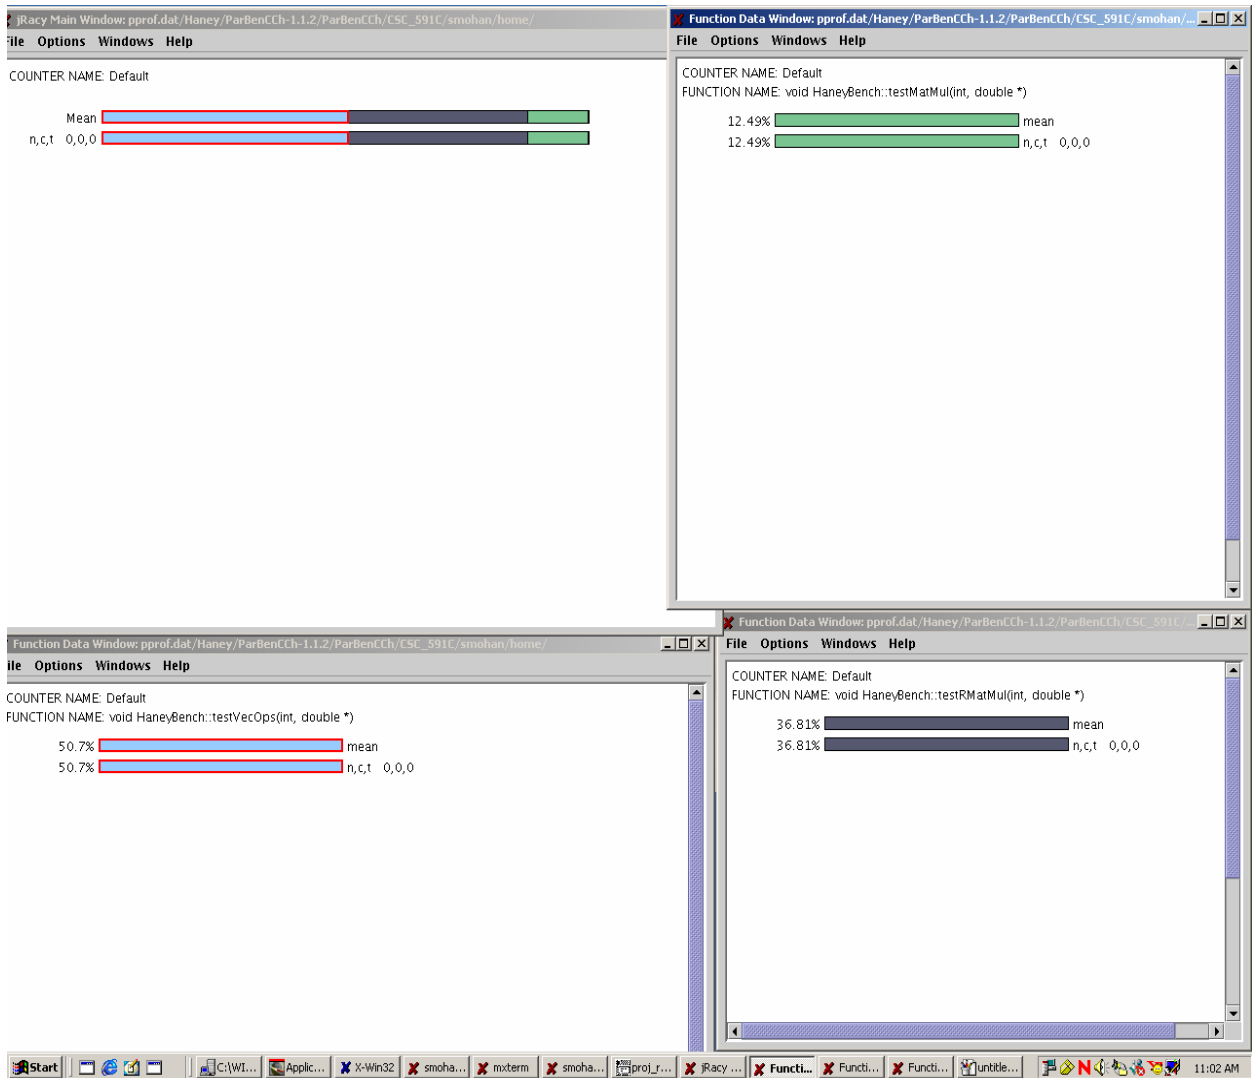 jRacy Main Window: pprof.dat/Haney/ParBenCCh-1.1.2/ParBenCCh/CSC_591C/smohan/home/
File Options Windows Help
COUNTER NAME: Default
Mean
n,c,t 0,0,0
Function Data Window: pprof.dat/Haney/ParBenCCh-1.1.2/ParBenCCh/CSC_591C/smohan/...
File Options Windows Help
COUNTER NAME: Default
FUNCTION NAME: void HaneyBench::testMatMul(int, double *)
12.49% mean
12.49% n,c,t 0,0,0
Function Data Window: pprof.dat/Haney/ParBenCCh-1.1.2/ParBenCCh/CSC_591C/smohan/home/
ile Options Windows Help
COUNTER NAME: Default
FUNCTION NAME: void HaneyBench::testVecOps(int, double *)
50.7% mean
50.7% n,c,t 0,0,0
Function Data Window: pprof.dat/Haney/ParBenCCh-1.1.2/ParBenCCh/CSC_591C/...
File Options Windows Help
COUNTER NAME: Default
FUNCTION NAME: void HaneyBench::testRMatMul(int, double *)
36.81% mean
36.81% n,c,t 0,0,0
Start C:\WI... Applic... X-Win32 smoha... mxterm smoha... proj_r... jRacy ... Functi... Functi... Functi... untitle... 11:02 AM